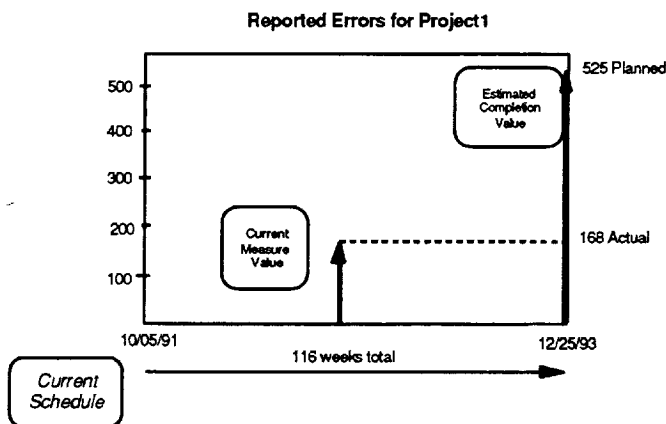 Reported Errors for Project1
500
400
300
200
100
Estimated
Completion
Value
525 Planned
Current
Measure
Value
168 Actual
10/05/91
12/25/93
116 weeks total
Current
Schedule